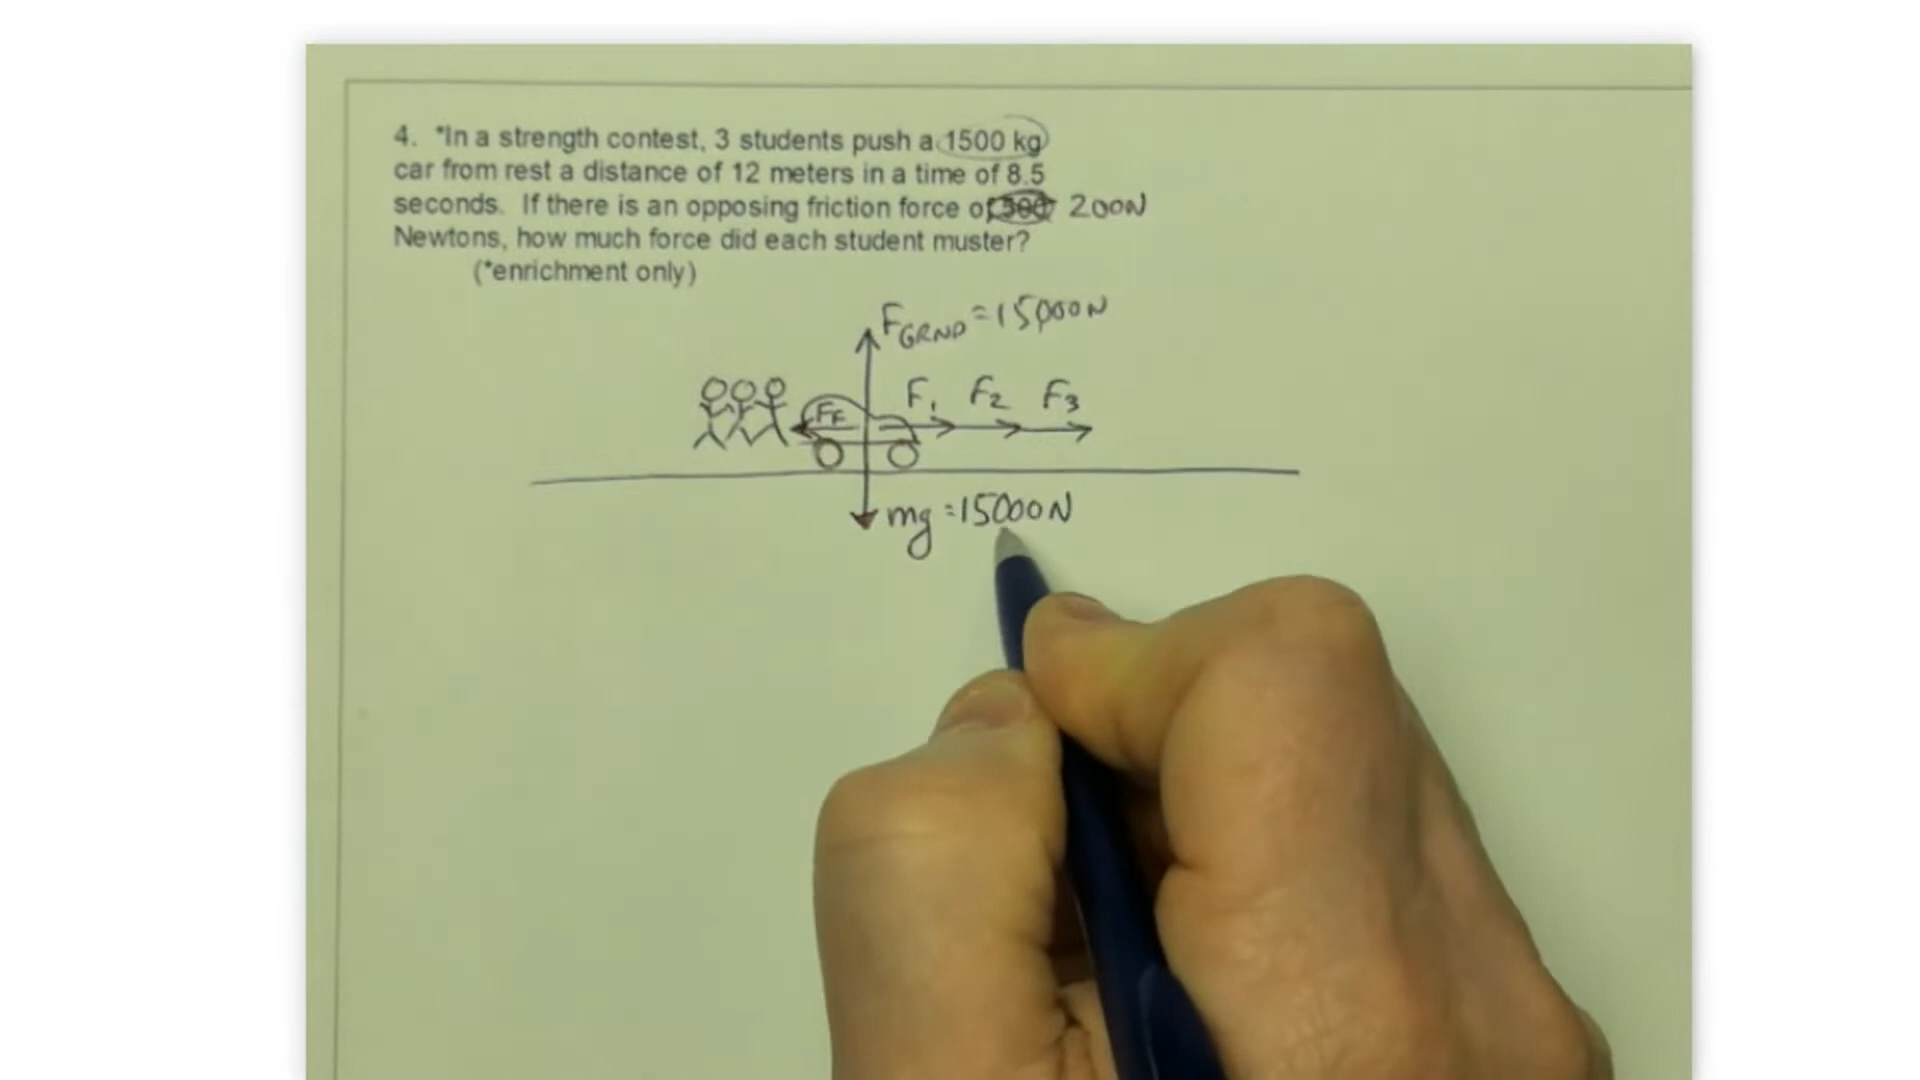 4. *In a strength contest, 3 students push a 1500 kg
car from rest a distance of 12 meters in a time of 8.5
seconds. If there is an opposing friction force of 200N
Newtons, how much force did each student muster?
(*enrichment only)
FGRND = 15000N
FF F1 F2 F3
mg = 15000N